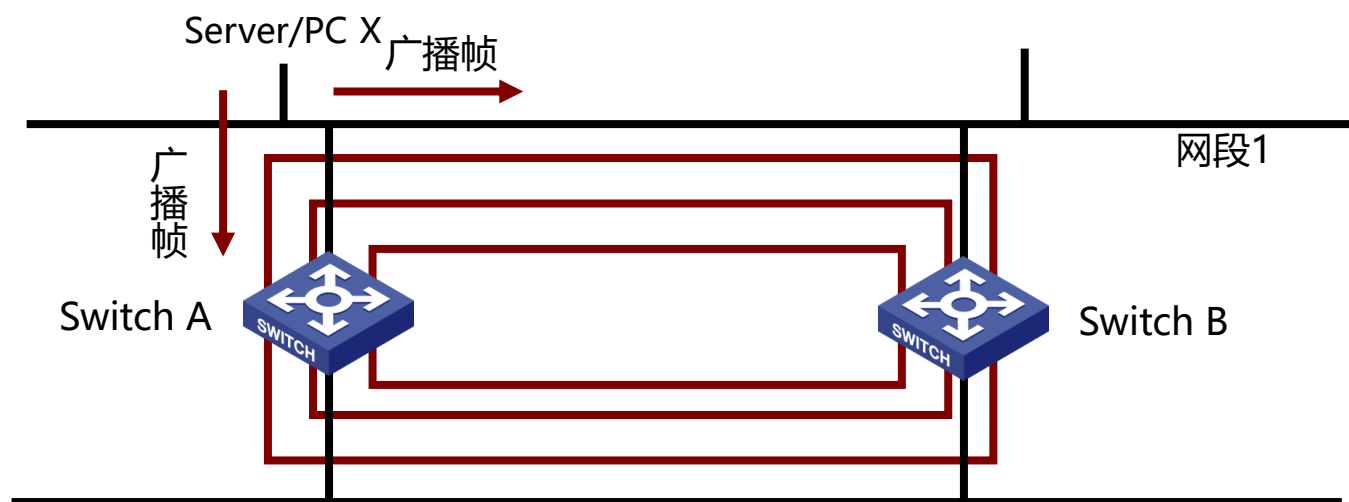 Server/PC X
广播帧
网段1
广播帧
Switch A
SWITCH
SWITCH
Switch B